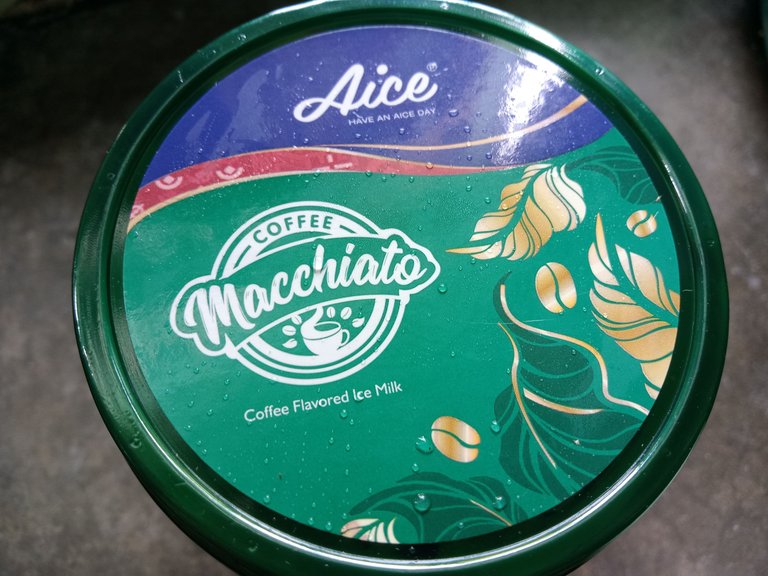 Aice®
HAVE AN AICE DAY
COFFEE
Macchiato
Coffee Flavored Ice Milk